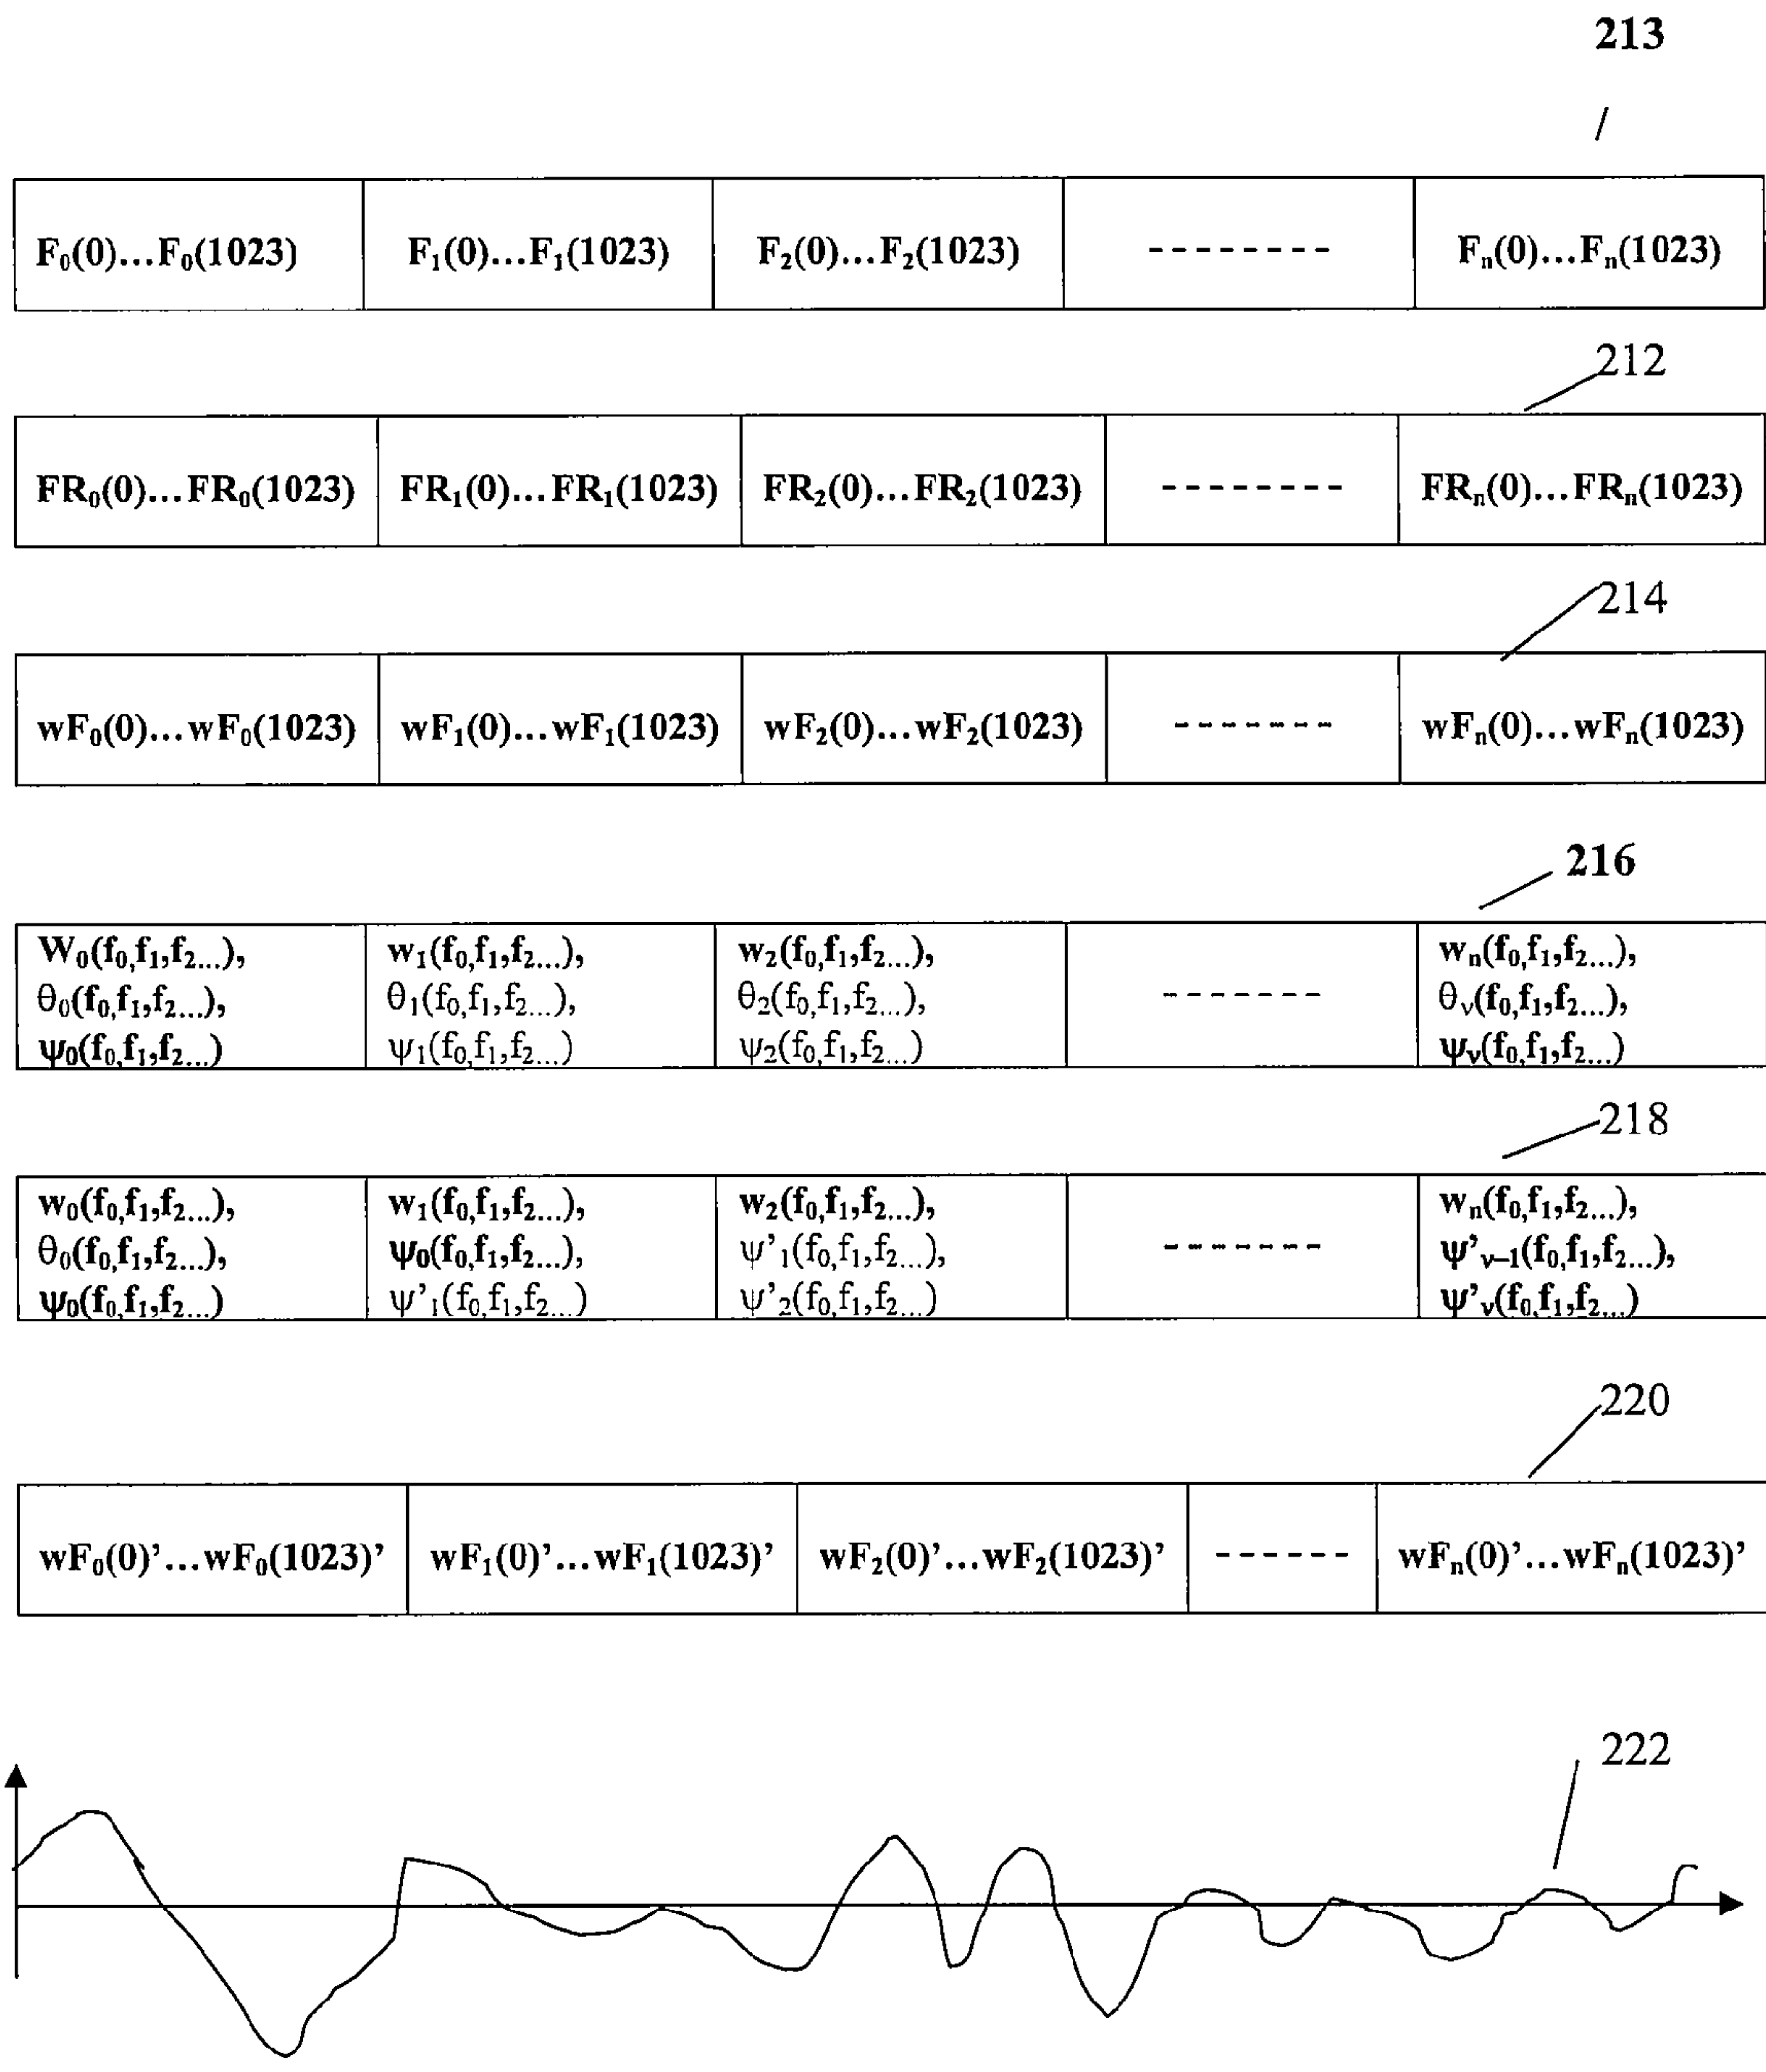 213
F₀(0)...F₀(1023) F₁(0)...F₁(1023) F₂(0)...F₂(1023) -------- Fₙ(0)...Fₙ(1023)
212
FR₀(0)...FR₀(1023) FR₁(0)...FR₁(1023) FR₂(0)...FR₂(1023) -------- FRₙ(0)...FRₙ(1023)
214
wF₀(0)...wF₀(1023) wF₁(0)...wF₁(1023) wF₂(0)...wF₂(1023) ------- wFₙ(0)...wFₙ(1023)
216
W₀(f₀,f₁,f₂...), w₁(f₀,f₁,f₂...), w₂(f₀,f₁,f₂...), wₙ(f₀,f₁,f₂...),
θ₀(f₀,f₁,f₂...), θ₁(f₀,f₁,f₂...), θ₂(f₀,f₁,f₂...), ------- θᵥ(f₀,f₁,f₂...),
ψ₀(f₀,f₁,f₂...) ψ₁(f₀,f₁,f₂...) ψ₂(f₀,f₁,f₂...) ψᵥ(f₀,f₁,f₂...)
218
w₀(f₀,f₁,f₂...), w₁(f₀,f₁,f₂...), w₂(f₀,f₁,f₂...), wₙ(f₀,f₁,f₂...),
θ₀(f₀,f₁,f₂...), ψ₀(f₀,f₁,f₂...), ψ’₁(f₀,f₁,f₂...), ------- ψ’ᵥ₋₁(f₀,f₁,f₂...),
ψ₀(f₀,f₁,f₂...) ψ’₁(f₀,f₁,f₂...) ψ’₂(f₀,f₁,f₂...) ψ’ᵥ(f₀,f₁,f₂...)
220
wF₀(0)’...wF₀(1023)’ wF₁(0)’...wF₁(1023)’ wF₂(0)’...wF₂(1023)’ ------ wFₙ(0)’...wFₙ(1023)’
222